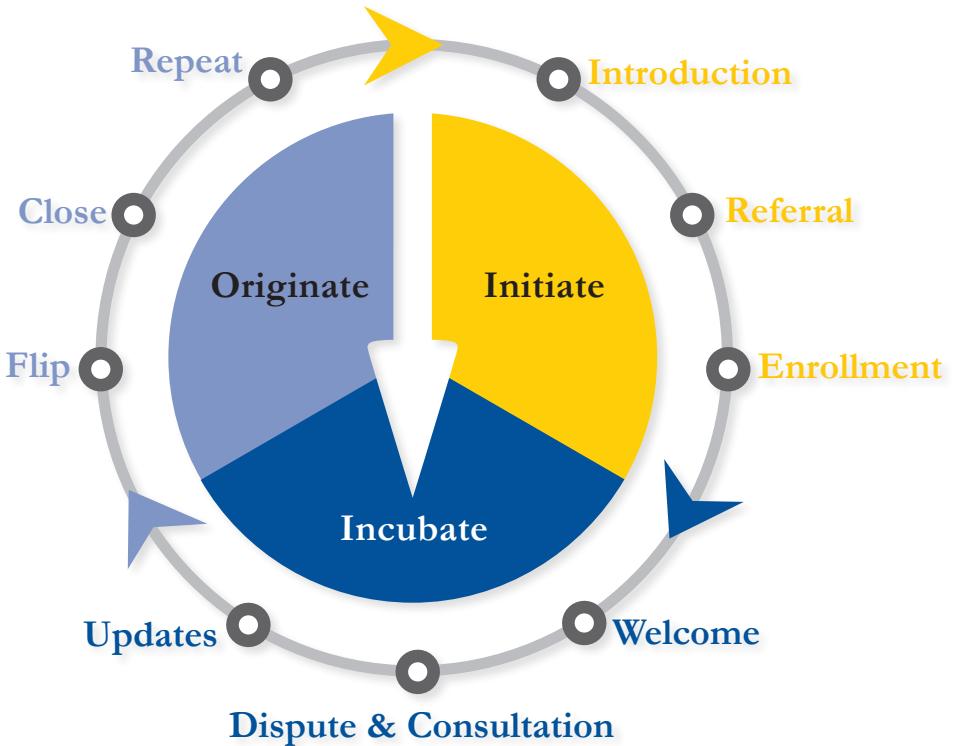 Repeat
Introduction
Close
Referral
Originate
Initiate
Flip
Enrollment
Incubate
Updates
Welcome
Dispute & Consultation